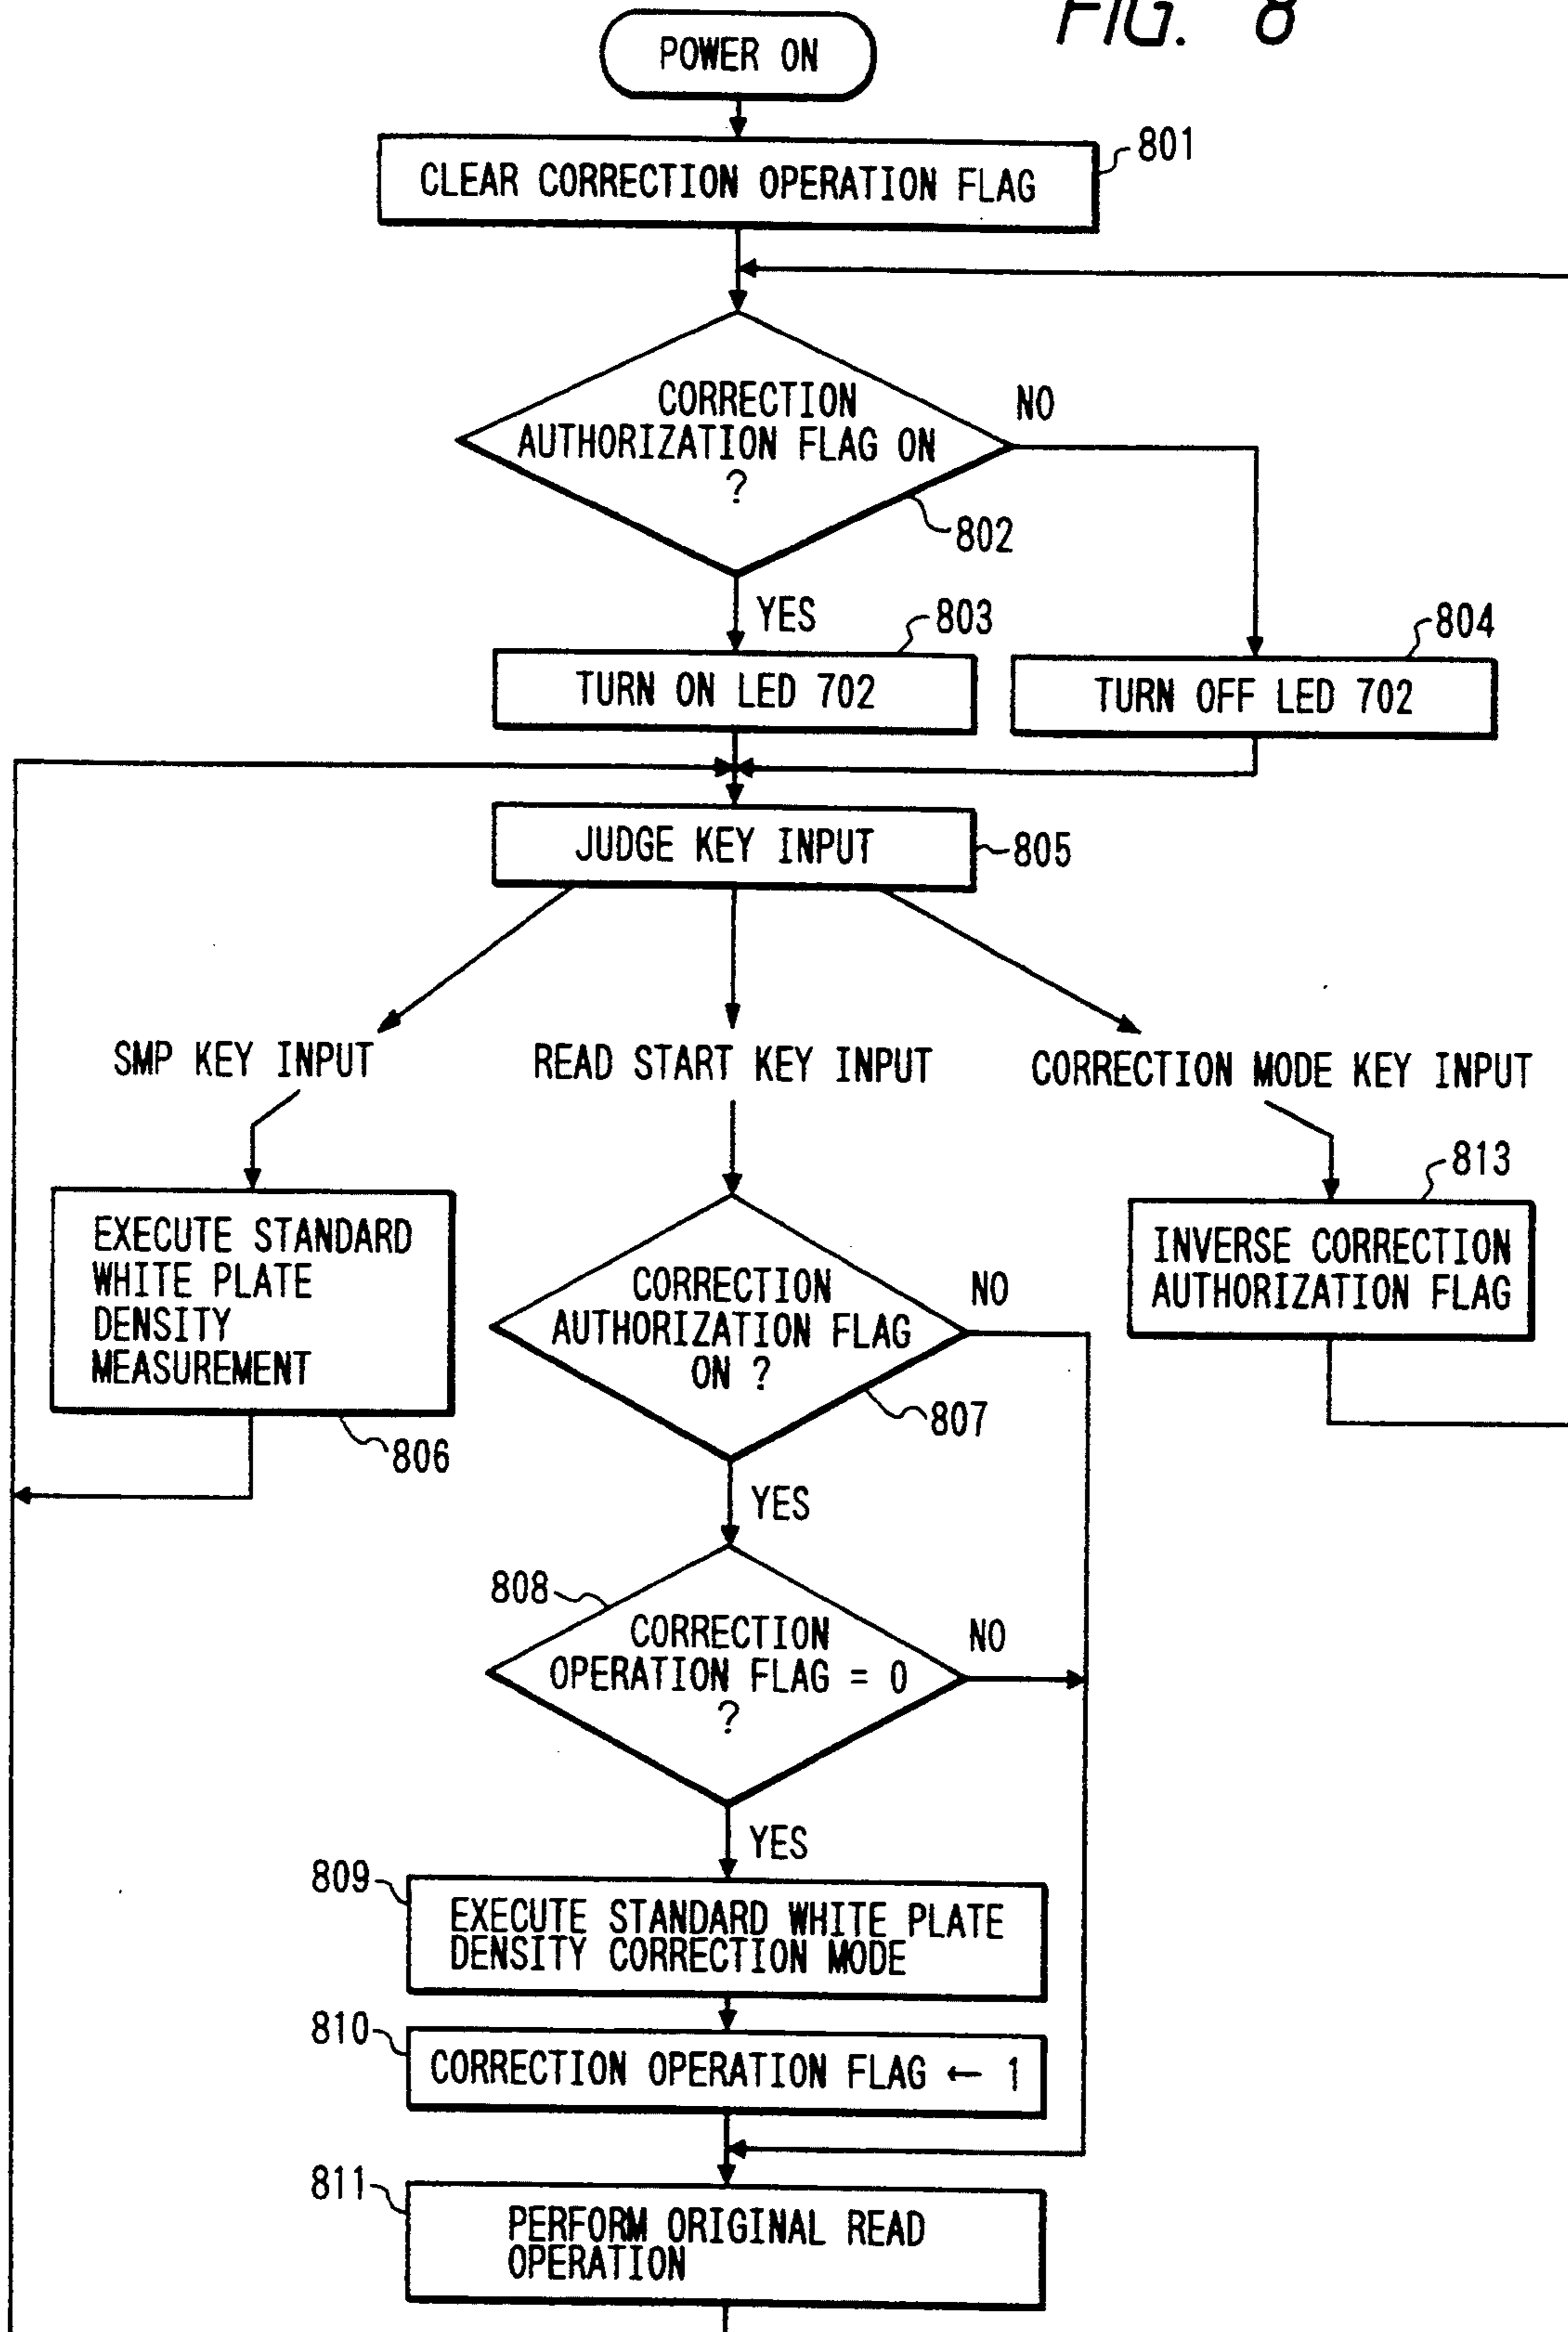 FIG. 8
POWER ON
801
CLEAR CORRECTION OPERATION FLAG
CORRECTION
AUTHORIZATION FLAG ON
?
NO
802
YES
803
TURN ON LED 702
804
TURN OFF LED 702
JUDGE KEY INPUT
805
SMP KEY INPUT
READ START KEY INPUT
CORRECTION MODE KEY INPUT
EXECUTE STANDARD
WHITE PLATE
DENSITY
MEASUREMENT
806
CORRECTION
AUTHORIZATION FLAG
ON ?
NO
807
YES
813
INVERSE CORRECTION
AUTHORIZATION FLAG
808
CORRECTION
OPERATION FLAG = 0
?
NO
YES
809
EXECUTE STANDARD WHITE PLATE
DENSITY CORRECTION MODE
810
CORRECTION OPERATION FLAG ← 1
811
PERFORM ORIGINAL READ
OPERATION